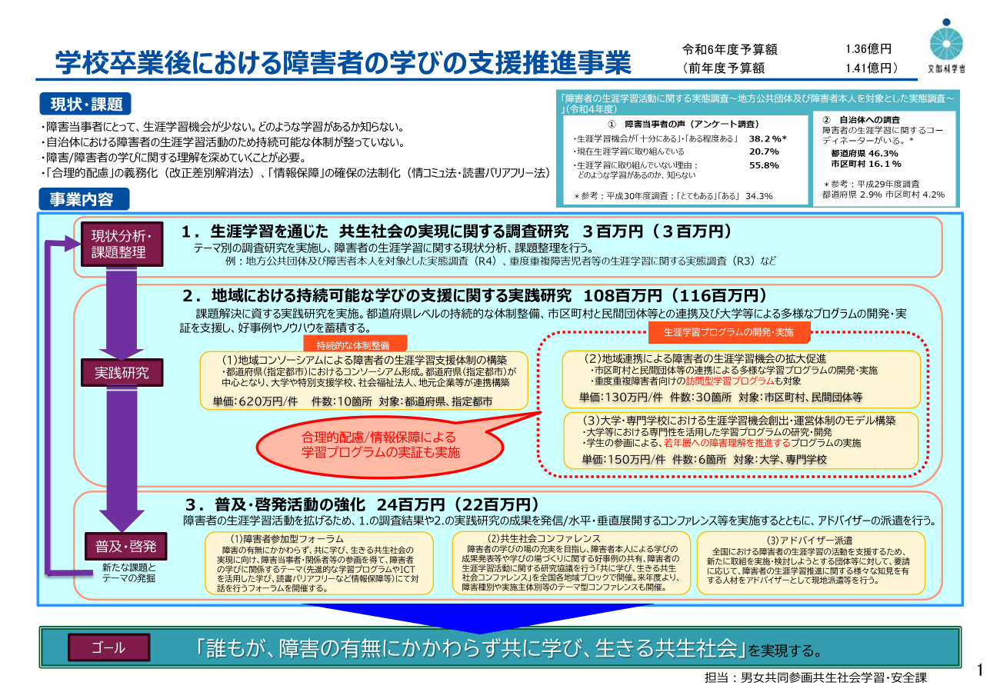 学校卒業後における障害者の学びの支援推進事業
令和6年度予算額 1.36億円
（前年度予算額 1.41億円）
文部科学省
現状・課題
・障害当事者にとって、生涯学習機会が少ない。どのような学習があるか知らない。
・自治体における障害者の生涯学習活動のため持続可能な体制が整っていない。
・障害/障害者の学びに関する理解を深めていくことが必要。
・「合理的配慮」の義務化（改正差別解消法）、「情報保障」の確保の法制化（情コミュ法・読書バリアフリー法）
「障害者の生涯学習活動に関する実態調査～地方公共団体及び障害者本人を対象とした実態調査～
」（令和４年度）
① 障害当事者の声（アンケート調査）
・生涯学習機会が「十分にある」・「ある程度ある」 38.2％*
・現在生涯学習に取り組んでいる 20.7%
・生涯学習に取り組んでいない理由： 55.8%
どのような学習があるのか、知らない
＊参考：平成30年度調査：「とてもある」「ある」 34.3%
② 自治体への調査
障害者の生涯学習に関するコー
ディネーターがいる。*
都道府県 46.3%
市区町村 16.1％
＊参考：平成29年度調査
都道府県 2.9% 市区町村 4.2%
事業内容
現状分析・
課題整理
１．生涯学習を通じた 共生社会の実現に関する調査研究 ３百万円（３百万円）
テーマ別の調査研究を実施し、障害者の生涯学習に関する現状分析、課題整理を行う。
例：地方公共団体及び障害者本人を対象とした実態調査（R4）、重度重複障害児者等の生涯学習に関する実態調査（R3）など
２．地域における持続可能な学びの支援に関する実践研究 108百万円（116百万円）
課題解決に資する実践研究を実施。都道府県レベルの持続的な体制整備、市区町村と民間団体等との連携及び大学等による多様なプログラムの開発・実
証を支援し、好事例やノウハウを蓄積する。
実践研究
持続的な体制整備
（1）地域コンソーシアムによる障害者の生涯学習支援体制の構築
・都道府県（指定都市）におけるコンソーシアム形成。都道府県（指定都市）が
中心となり、大学や特別支援学校、社会福祉法人、地元企業等が連携構築
単価：620万円/件 件数：10箇所 対象：都道府県、指定都市
生涯学習プログラムの開発・実施
（2）地域連携による障害者の生涯学習機会の拡大促進
・市区町村と民間団体等の連携による多様な学習プログラムの開発・実施
・重度重複障害者向けの訪問型学習プログラムも対象
単価：130万円/件 件数：30箇所 対象：市区町村、民間団体等
（3）大学・専門学校における生涯学習機会創出・運営体制のモデル構築
・大学等における専門性を活用した学習プログラムの研究・開発
・学生の参画による、若年層への障害理解を推進するプログラムの実施
単価：150万円/件 件数：6箇所 対象：大学、専門学校
合理的配慮/情報保障による
学習プログラムの実証も実施
３．普及・啓発活動の強化 24百万円（22百万円）
障害者の生涯学習活動を拡げるため、1.の調査結果や2.の実践研究の成果を発信/水平・垂直展開するコンファレンス等を実施するとともに、アドバイザーの派遣を行う。
普及・啓発
新たな課題と
テーマの発掘
（1）障害者参加型フォーラム
障害の有無にかかわらず、共に学び、生きる共生社会の
実現に向け、障害当事者・関係者等の参画を得て、障害者
の学びに関係するテーマ（先進的な学習プログラムやICT
を活用した学び、読書バリアフリーなど情報保障等）にて対
話を行うフォーラムを開催する。
（2）共生社会コンファレンス
障害者の学びの場の充実を目指し、障害者本人による学びの
成果発表等や学びの場づくりに関する好事例の共有、障害者の
生涯学習活動に関する研究協議を行う「共に学び、生きる共生
社会コンファレンス」を全国各地域ブロックで開催。来年度より、
障害種別や実施主体別等のテーマ型コンファレンスも開催。
（3）アドバイザー派遣
全国における障害者の生涯学習の活動を支援するため、
新たに取組を実施・検討しようとする団体等に対して、要請
に応じて、障害者の生涯学習推進に関する様々な知見を有
する人材をアドバイザーとして現地派遣等を行う。
ゴール
「誰もが、障害の有無にかかわらず共に学び、生きる共生社会」を実現する。
担当：男女共同参画共生社会学習・安全課
1